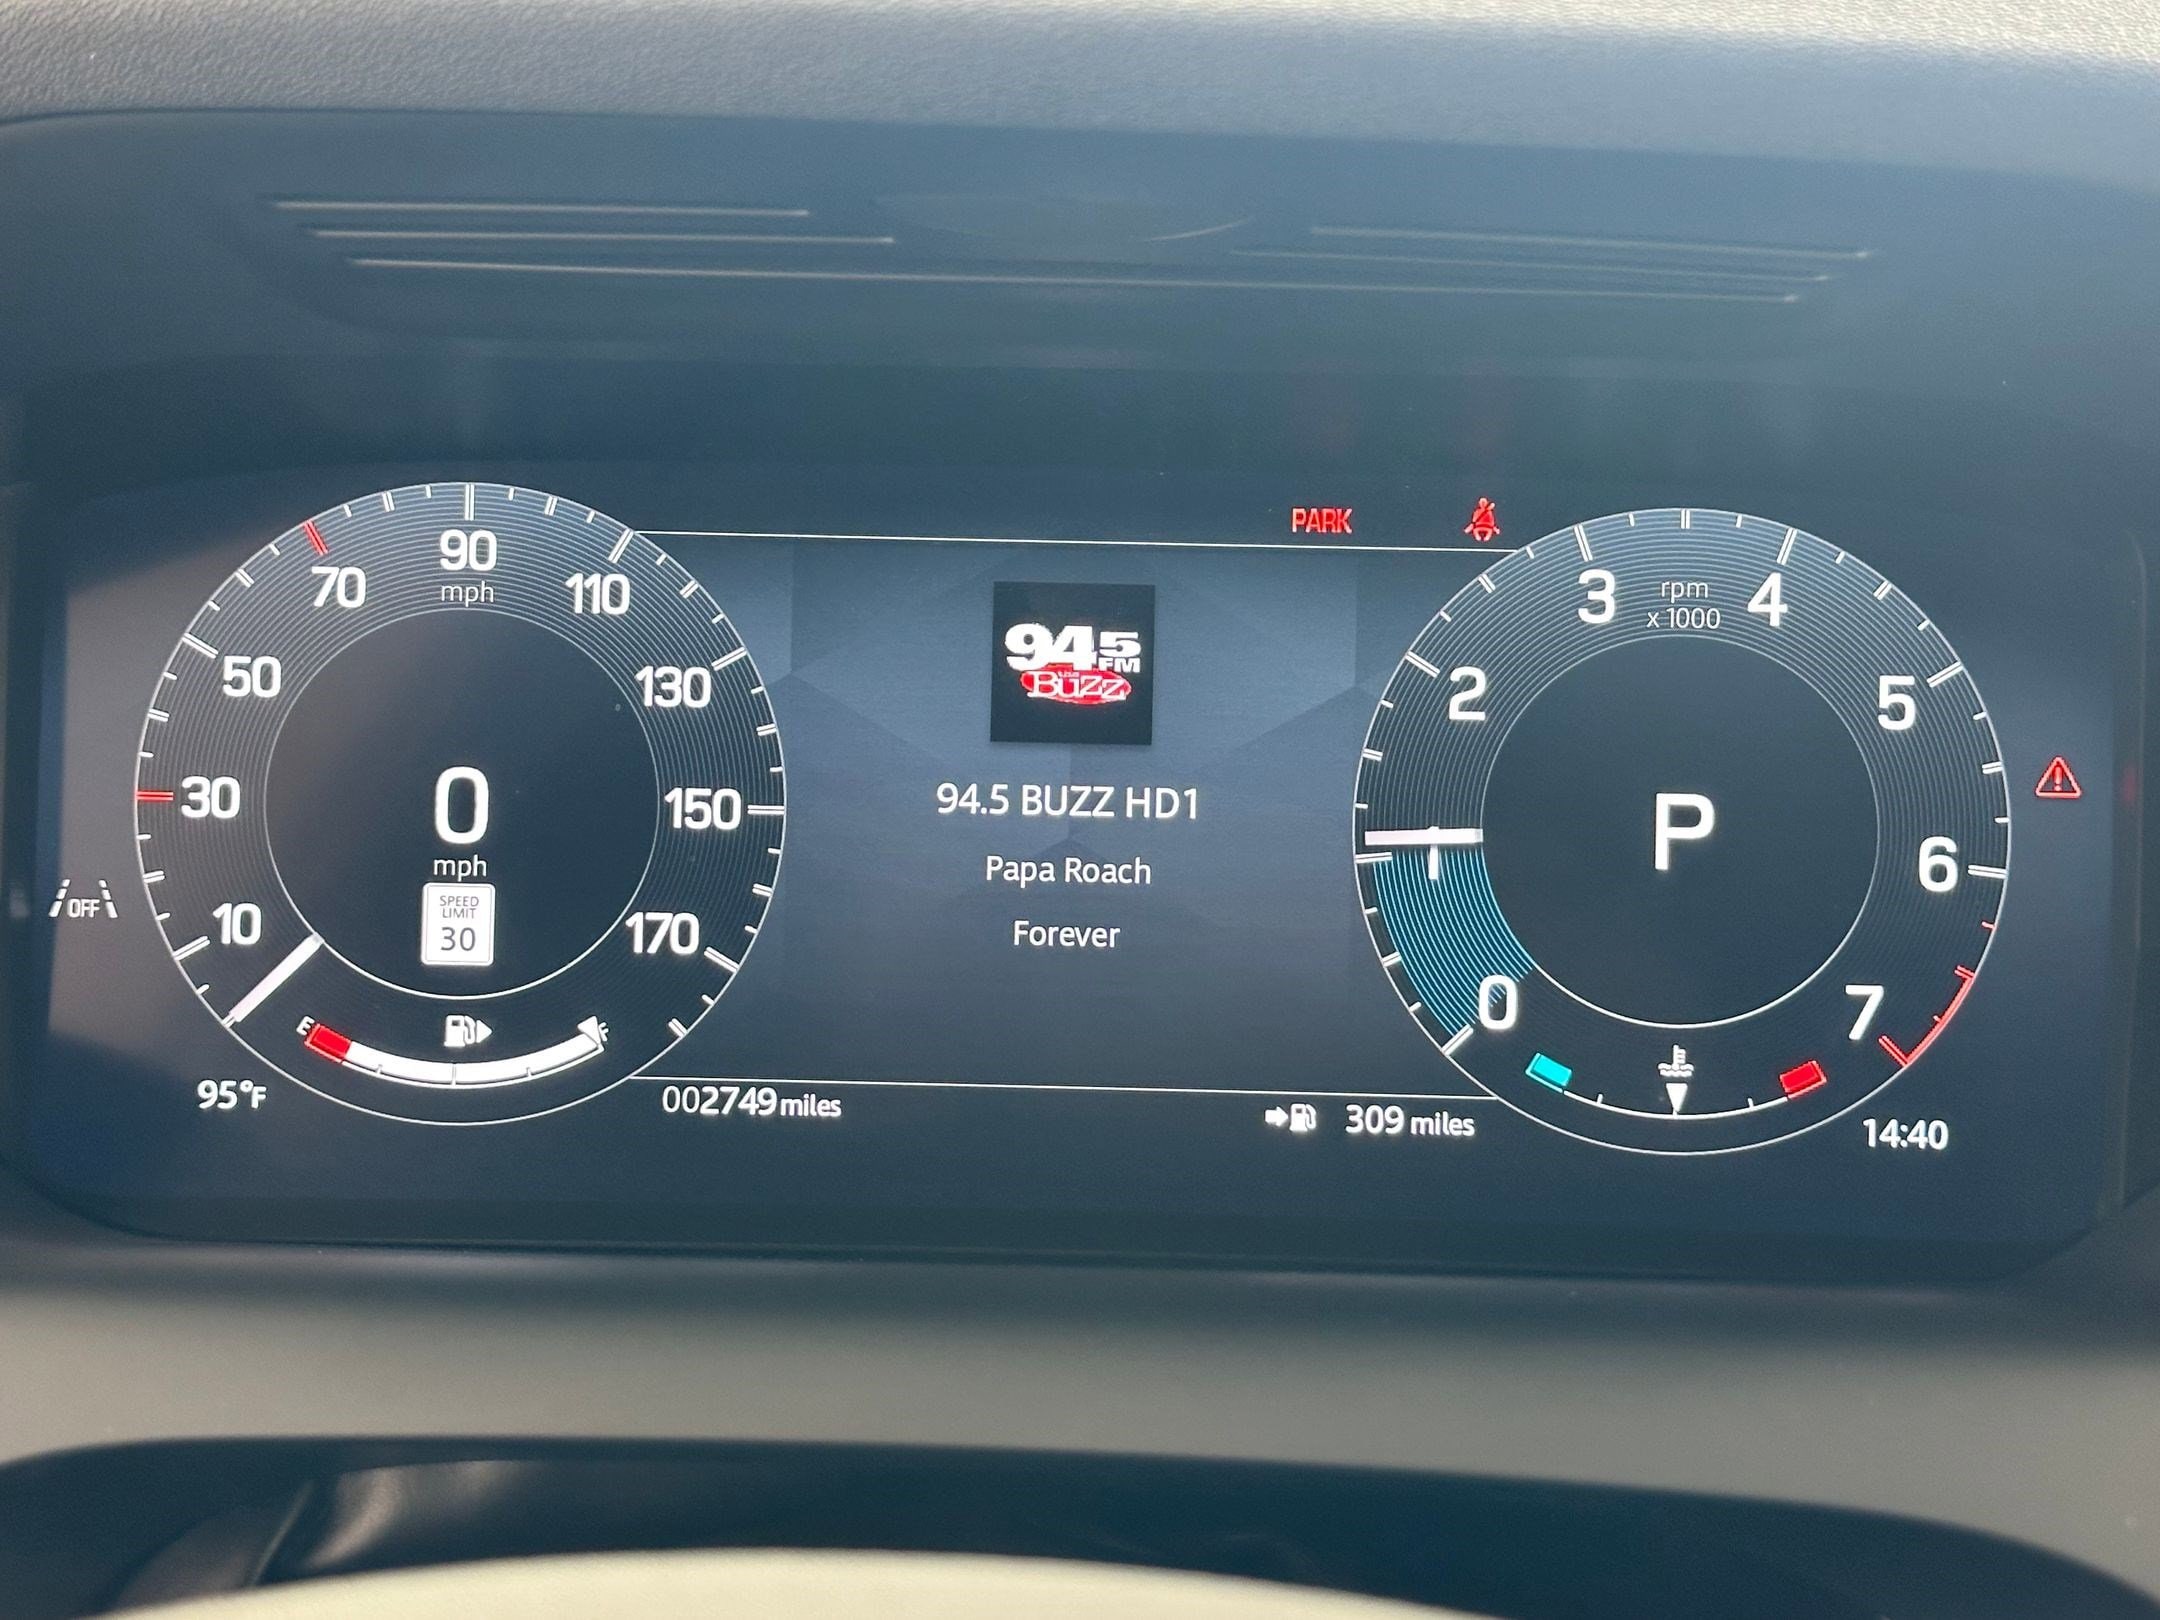 PARK
10
30
50
70
90
mph
110
130
150
170
0
mph
SPEED
LIMIT
30
E
F
95°F
002749 miles
94.5
FM
BUZZ
94.5 BUZZ HD1
Papa Roach
Forever
309 miles
0
1
2
3
4
5
6
7
rpm
x 1000
P
14:40
OFF